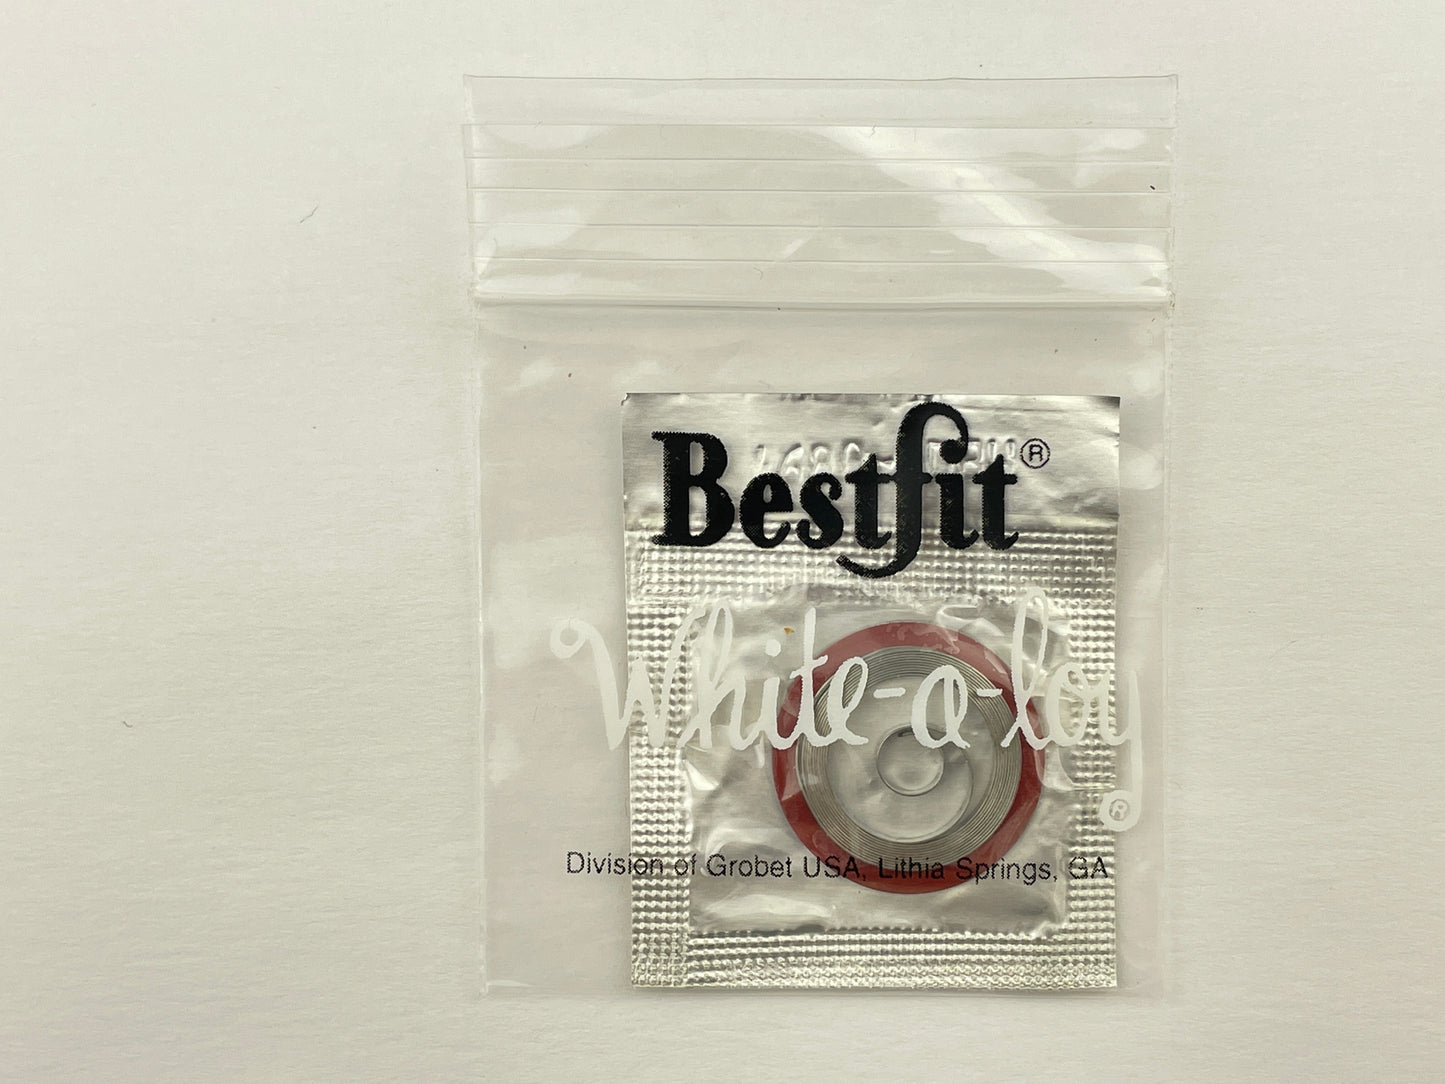 Bestfit®
White-a-loy®
Division of Grobet USA, Lithia Springs, GA